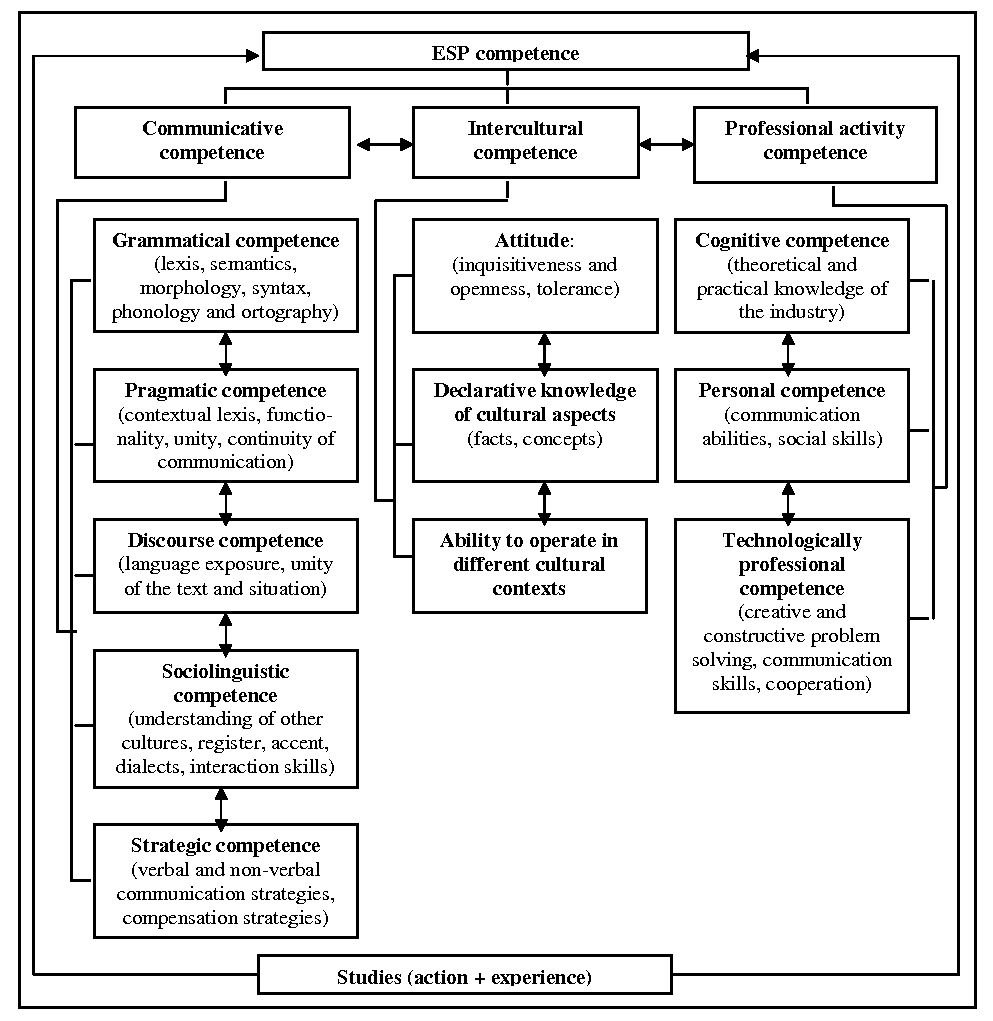 ESP competence
Communicative
competence
Intercultural
competence
Professional activity
competence
Grammatical competence
(lexis, semantics,
morphology, syntax,
phonology and ortography)
Pragmatic competence
(contextual lexis, functio-
nality, unity, continuity of
communication)
Discourse competence
(language exposure, unity
of the text and situation)
Sociolinguistic
competence
(understanding of other
cultures, register, accent,
dialects, interaction skills)
Strategic competence
(verbal and non-verbal
communication strategies,
compensation strategies)
Attitude:
(inquisitiveness and
openness, tolerance)
Declarative knowledge
of cultural aspects
(facts, concepts)
Ability to operate in
different cultural
contexts
Cognitive competence
(theoretical and
practical knowledge of
the industry)
Personal competence
(communication
abilities, social skills)
Technologically
professional
competence
(creative and
constructive problem
solving, communication
skills, cooperation)
Studies (action + experience)